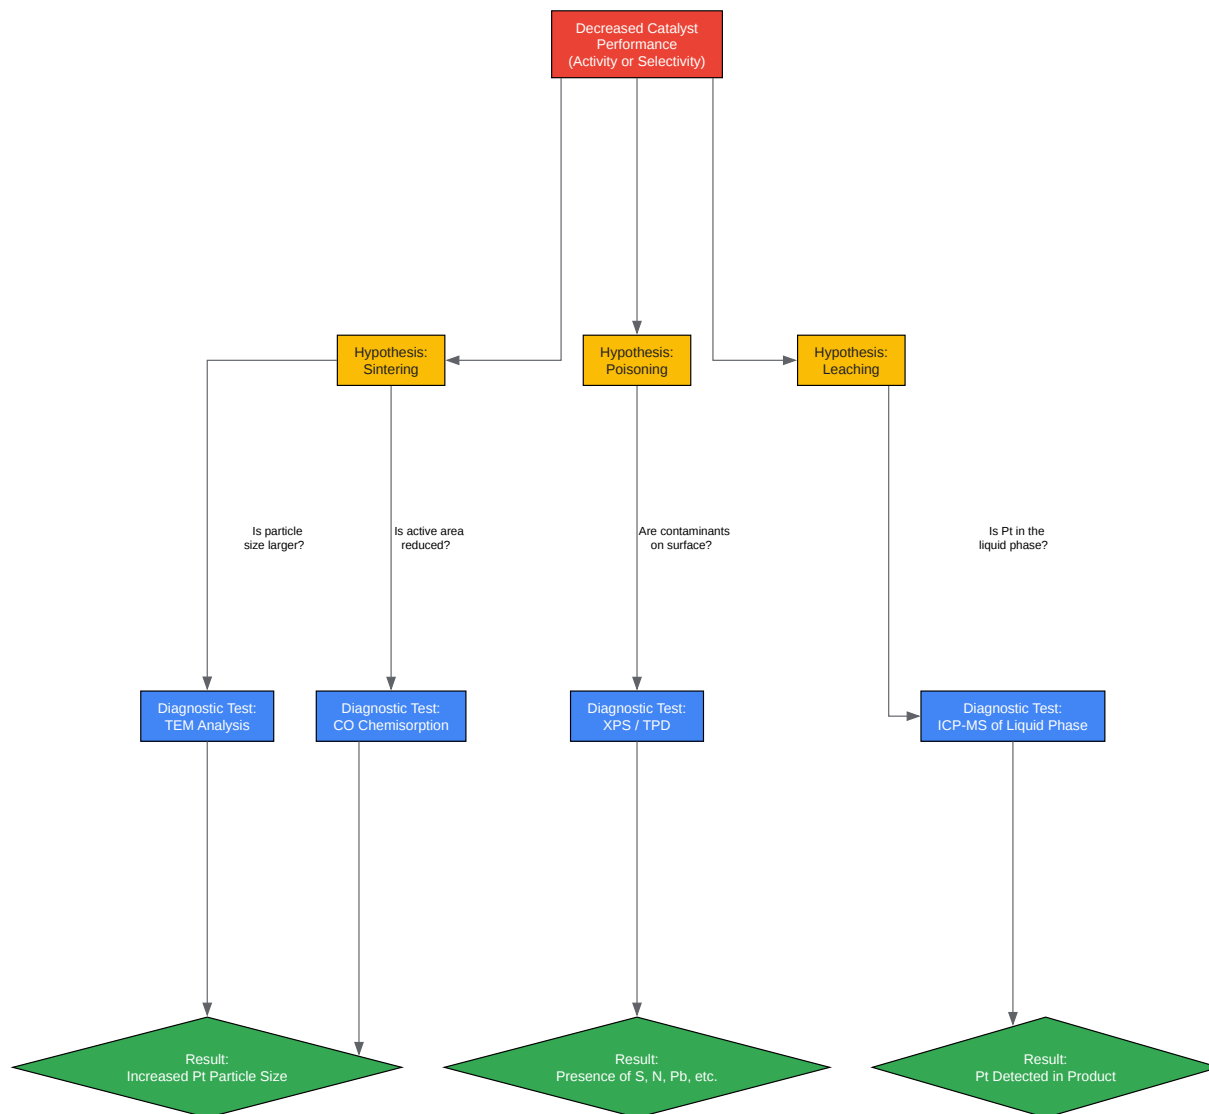 Decreased Catalyst
Performance
(Activity or Selectivity)
Hypothesis:
Sintering
Hypothesis:
Poisoning
Hypothesis:
Leaching
Is particle
size larger?
Is active area
reduced?
Are contaminants
on surface?
Is Pt in the
liquid phase?
Diagnostic Test:
TEM Analysis
Diagnostic Test:
CO Chemisorption
Diagnostic Test:
XPS / TPD
Diagnostic Test:
ICP-MS of Liquid Phase
Result:
Increased Pt Particle Size
Result:
Presence of S, N, Pb, etc.
Result:
Pt Detected in Product